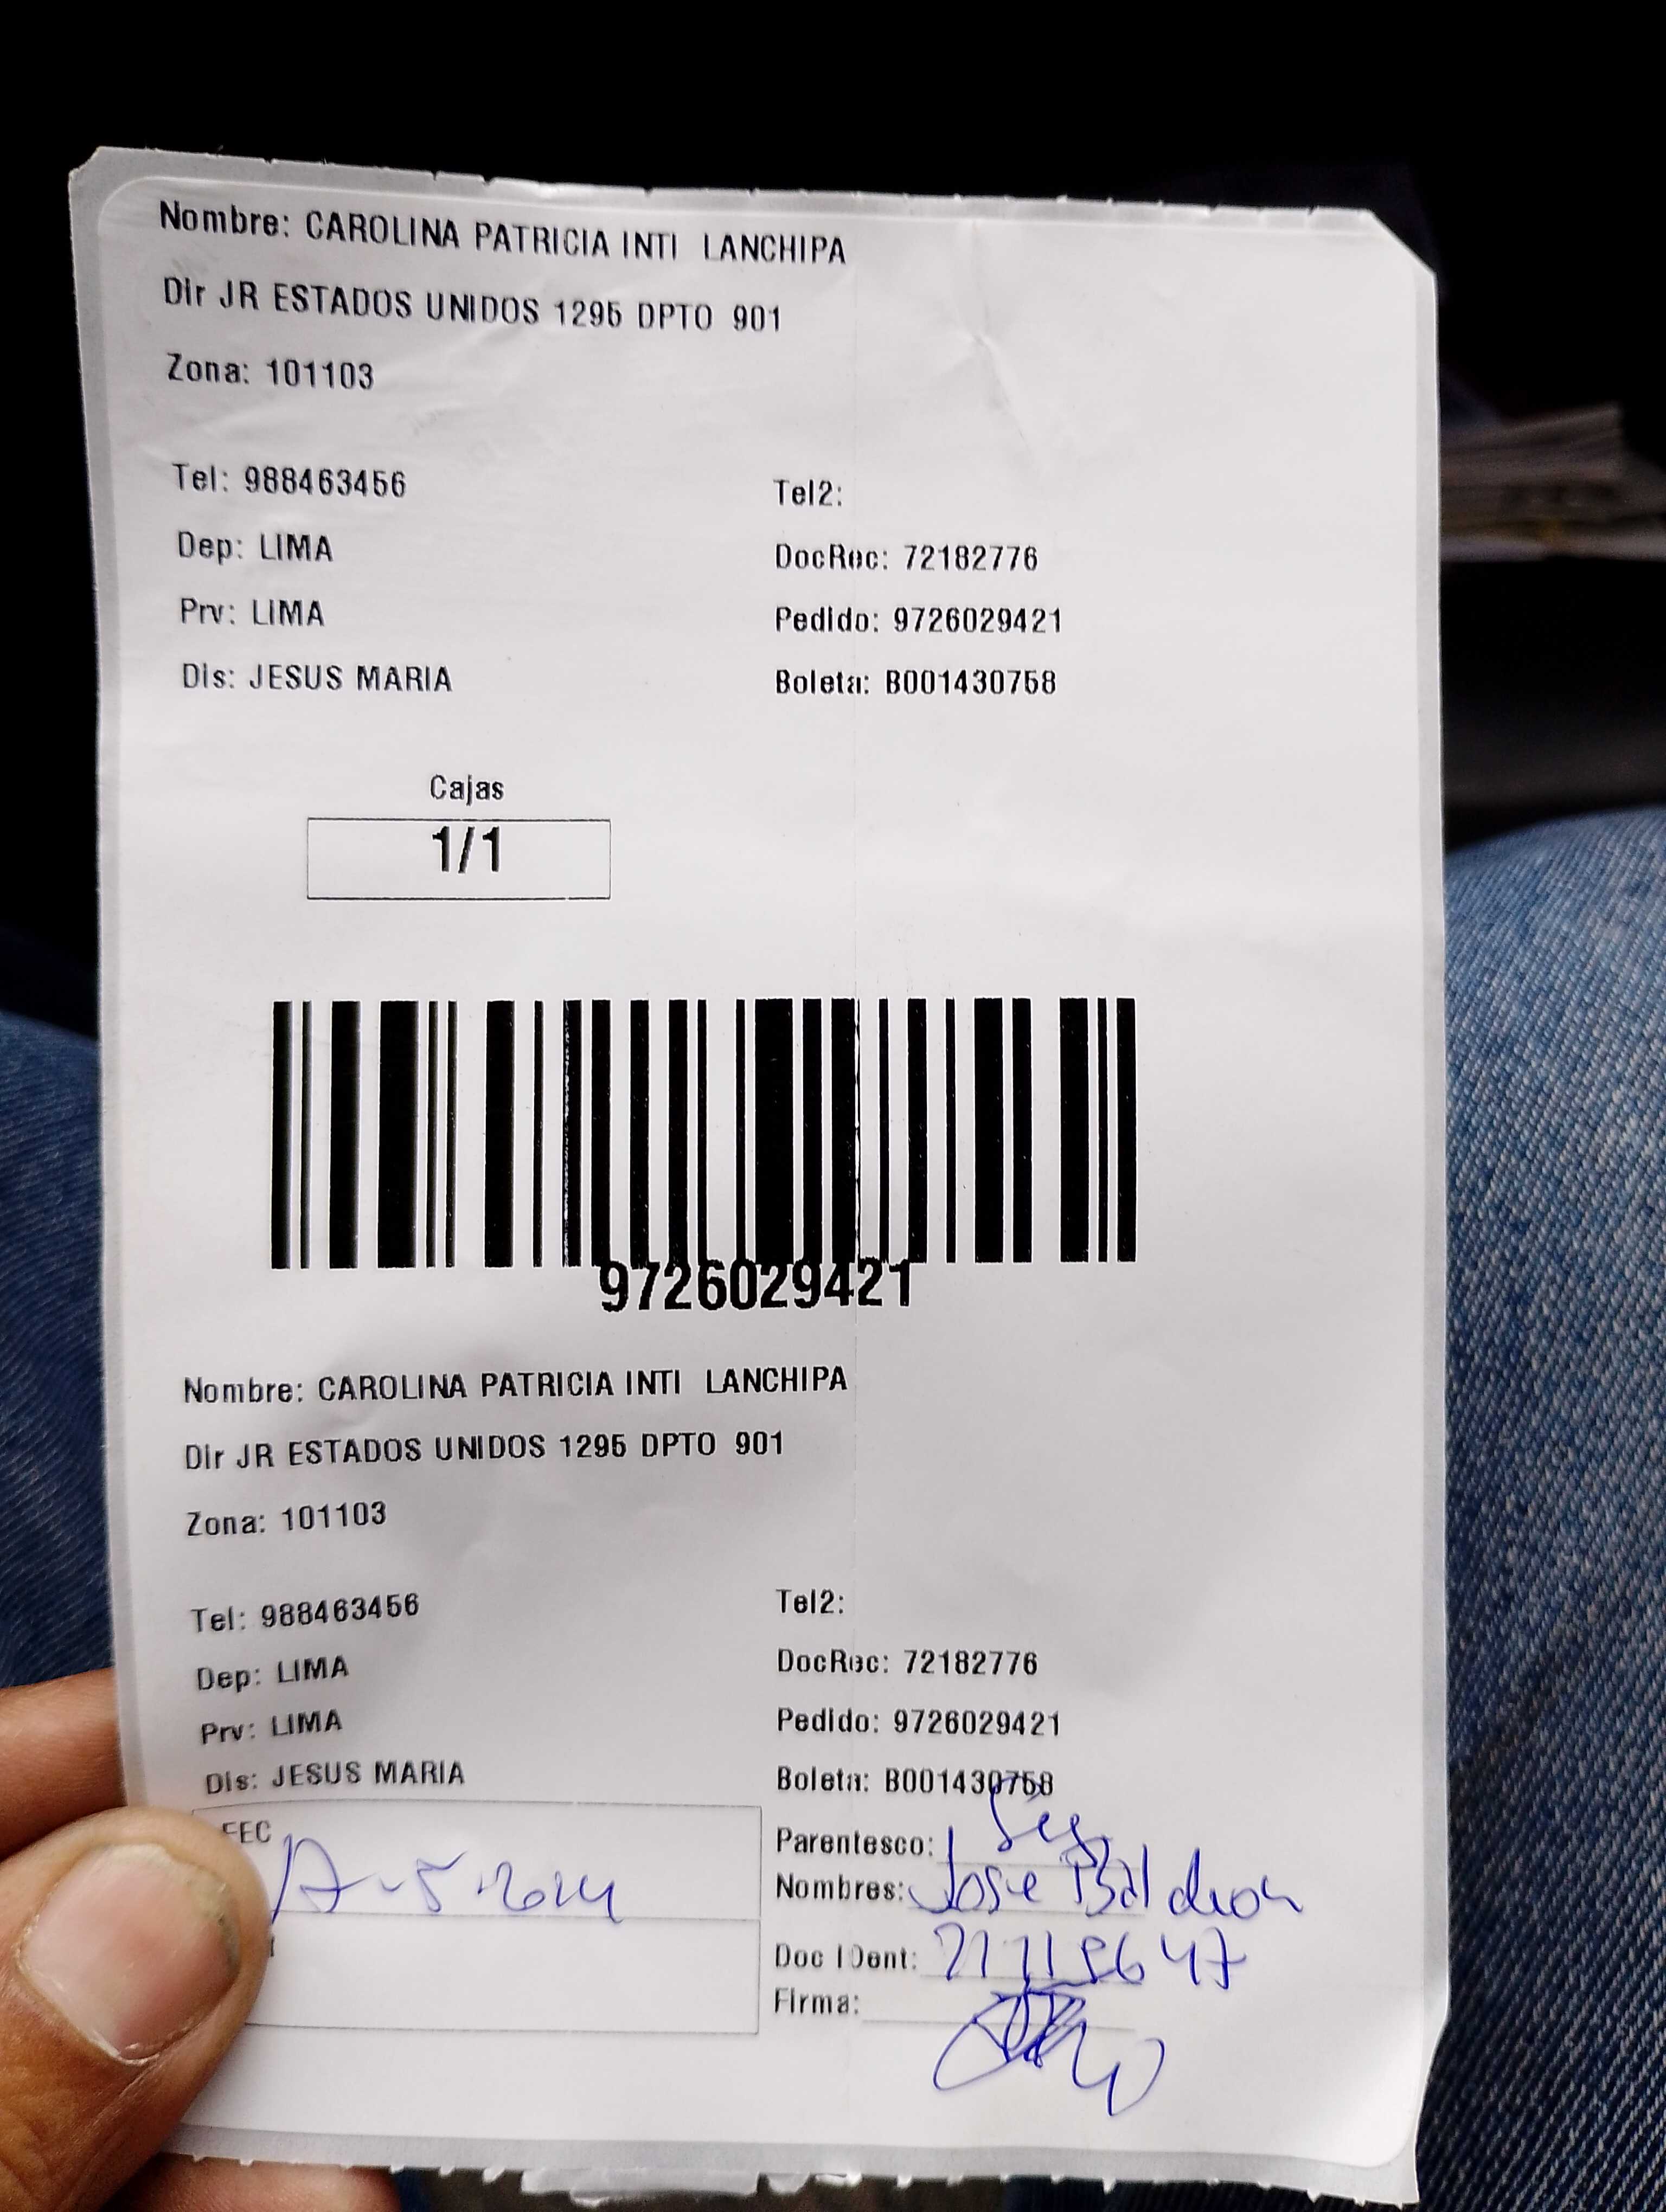 Nombre: CAROLINA PATRICIA INTI LANCHIPA
Dir JR ESTADOS UNIDOS 1295 DPTO 901
Zona: 101103
Tel: 988463456 Tel2:
Dep: LIMA DocRec: 72182776
Prv: LIMA Pedido: 9726029421
Dis: JESUS MARIA Boleta: B001430758
Cajas
1/1
9726029421
Nombre: CAROLINA PATRICIA INTI LANCHIPA
Dir JR ESTADOS UNIDOS 1295 DPTO 901
Zona: 101103
Tel: 988463456 Tel2:
Dep: LIMA DocRec: 72182776
Prv: LIMA Pedido: 9726029421
Dis: JESUS MARIA Boleta: B001430758
FEC Parentesco:
Nombres: Jose
Doc IDent:
Firma: